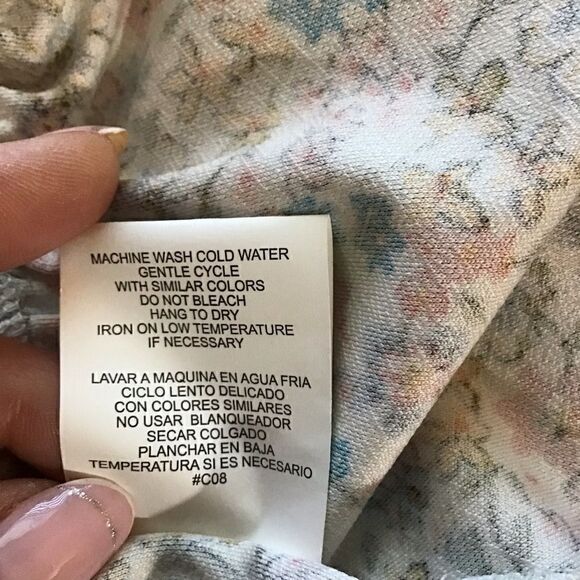 MACHINE WASH COLD WATER
GENTLE CYCLE
WITH SIMILAR COLORS
DO NOT BLEACH
HANG TO DRY
IRON ON LOW TEMPERATURE
IF NECESSARY
LAVAR A MAQUINA EN AGUA FRIA
CICLO LENTO DELICADO
CON COLORES SIMILARES
NO USAR BLANQUEADOR
SECAR COLGADO
PLANCHAR EN BAJA
TEMPERATURA SI ES NECESARIO
#C08